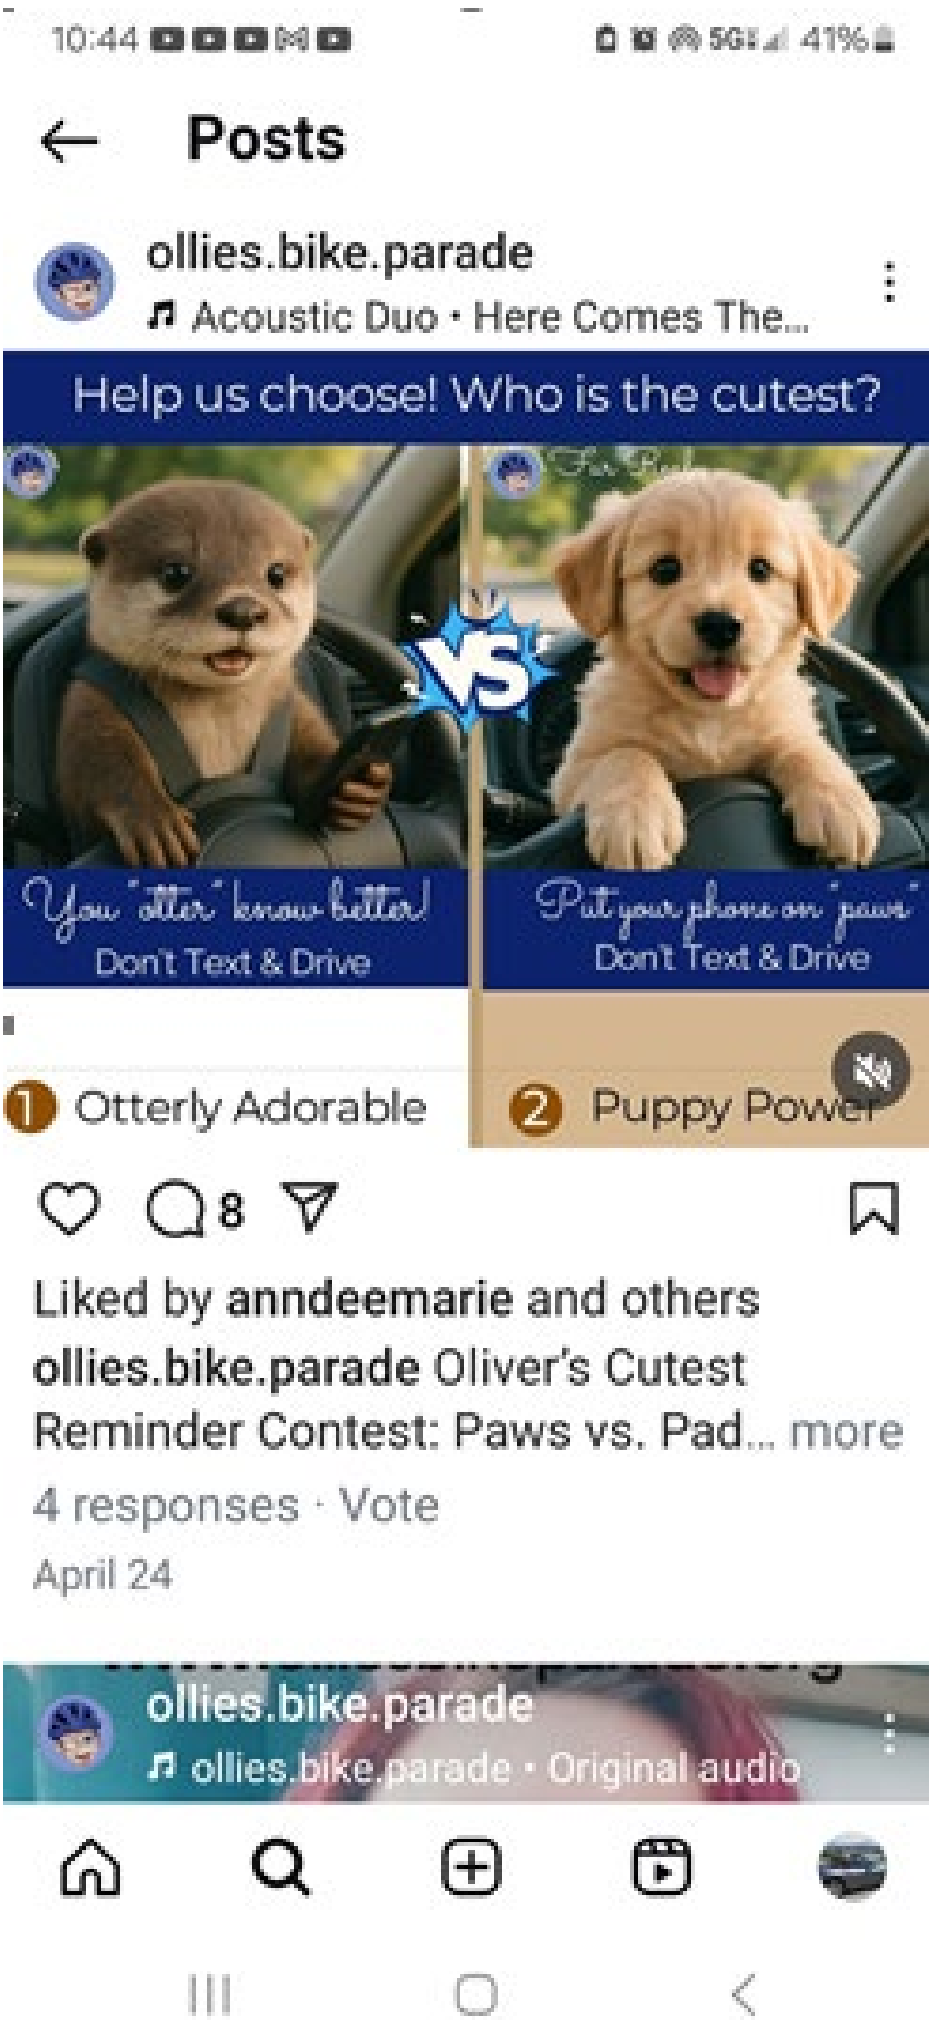 10:44
5G 41%
Posts
ollies.bike.parade
Acoustic Duo • Here Comes The...
Help us choose! Who is the cutest?
VS
You "otter" know better!
Don't Text & Drive
Put your phone on "paws"
Don't Text & Drive
1 Otterly Adorable
2 Puppy Power
8
Liked by anndeemarie and others
ollies.bike.parade Oliver's Cutest
Reminder Contest: Paws vs. Pad... more
4 responses · Vote
April 24
ollies.bike.parade
ollies.bike.parade • Original audio